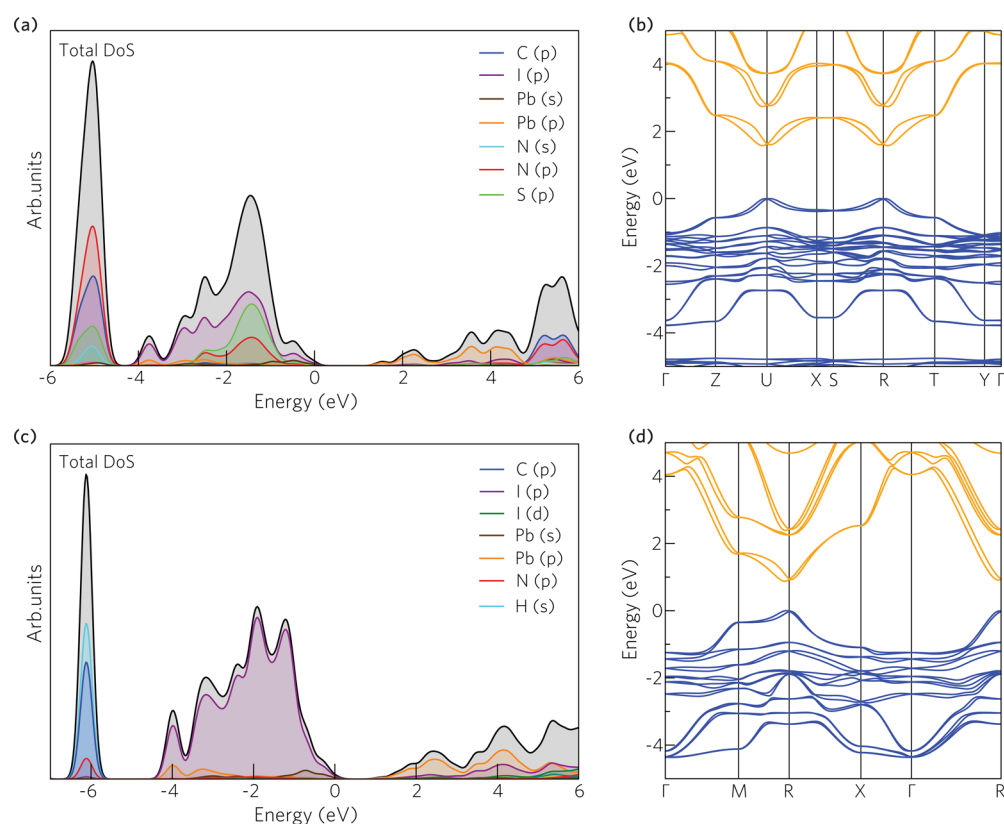 (a)
Total DoS
C (p)
I (p)
Pb (s)
Pb (p)
N (s)
N (p)
S (p)
Arb.units
-6 -4 -2 0 2 4 6
Energy (eV)
(b)
4
2
0
-2
-4
Energy (eV)
Γ Z U X S R T Y Γ
(c)
Total DoS
C (p)
I (p)
I (d)
Pb (s)
Pb (p)
N (p)
H (s)
Arb.units
-6 -4 -2 0 2 4 6
Energy (eV)
(d)
4
2
0
-2
-4
Energy (eV)
Γ M R X Γ R